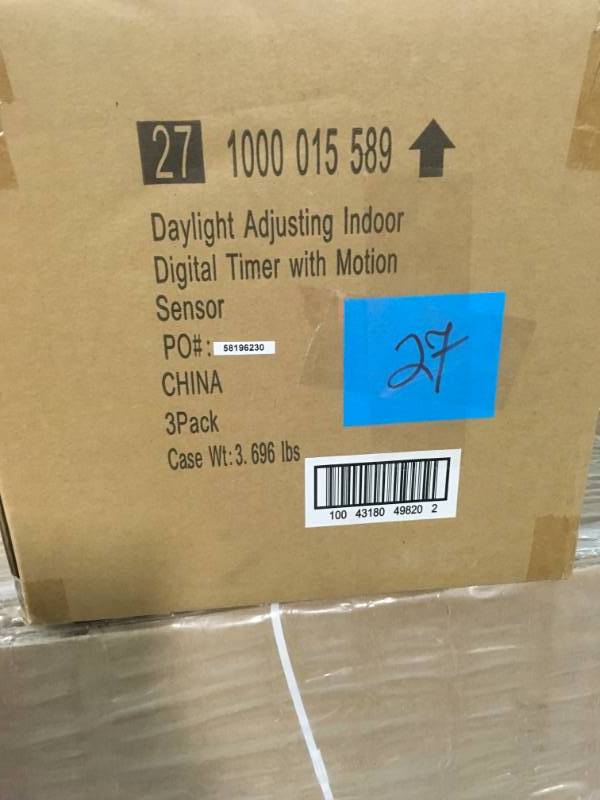 27 1000 015 589
Daylight Adjusting Indoor
Digital Timer with Motion
Sensor
PO#: 58196230
27
CHINA
3Pack
Case Wt:3.696 lbs
100 43180 49820 2